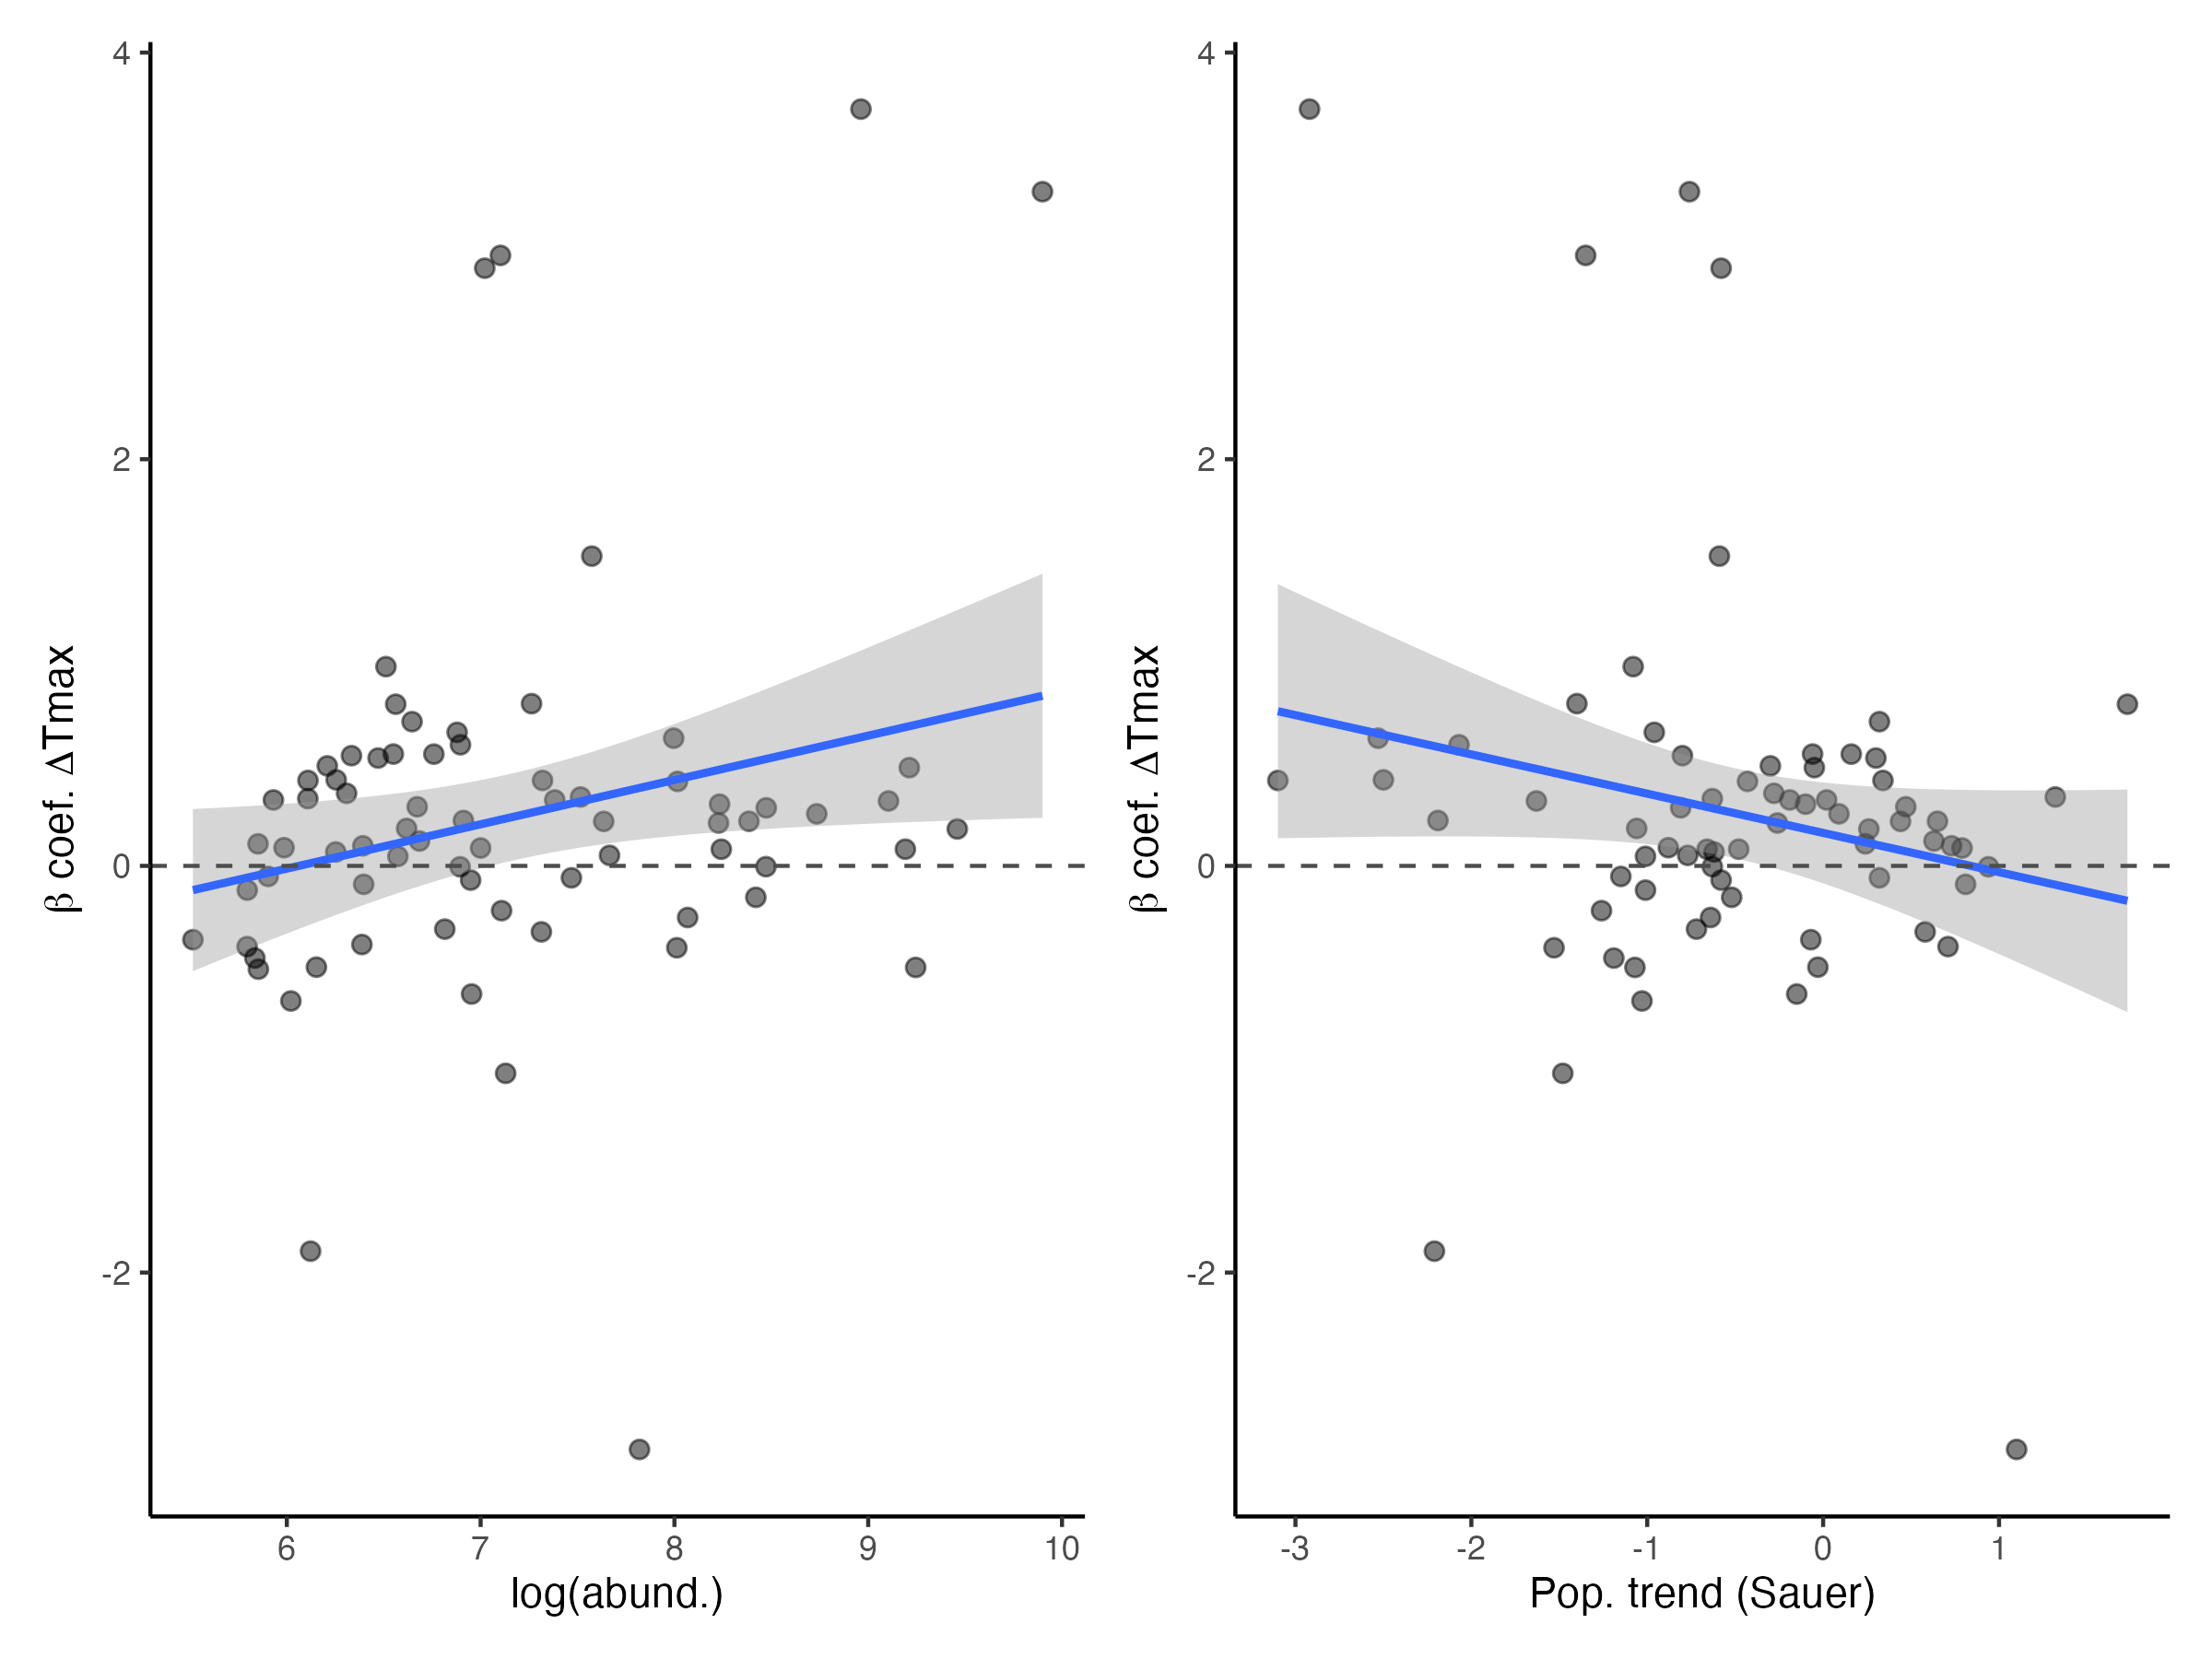 β coef. ΔTmax
4
2
0
-2
6 7 8 9 10
log(abund.)
β coef. ΔTmax
4
2
0
-2
-3 -2 -1 0 1
Pop. trend (Sauer)